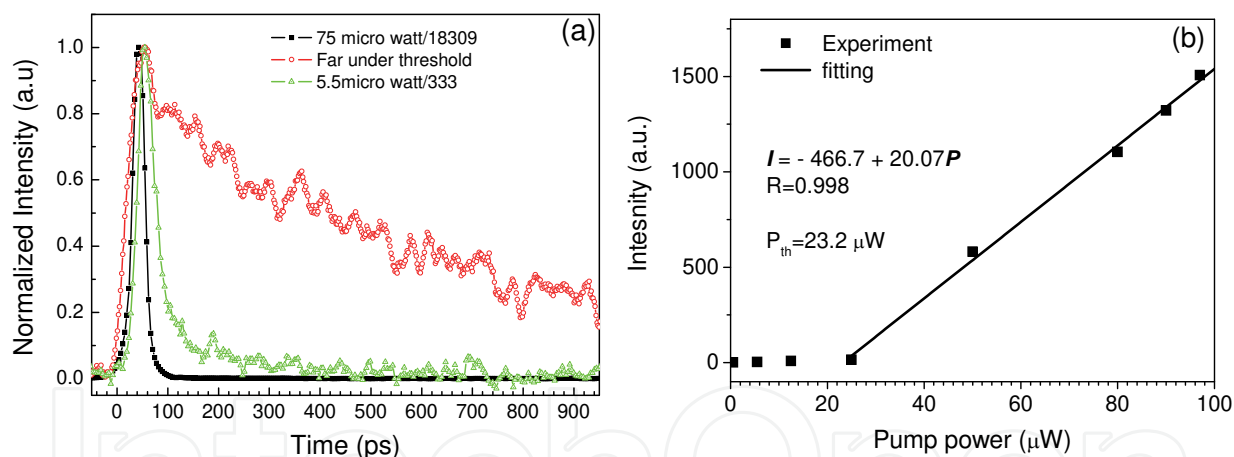 (a)
75 micro watt/18309
Far under threshold
5.5micro watt/333
Normalized Intensity (a.u)
1.0
0.8
0.6
0.4
0.2
0.0
0 100 200 300 400 500 600 700 800 900
Time (ps)
(b)
Experiment
fitting
I = - 466.7 + 20.07P
R=0.998
Pth=23.2 μW
Intesnity (a.u.)
1500
1000
500
0
0 20 40 60 80 100
Pump power (μW)
IntechOpen